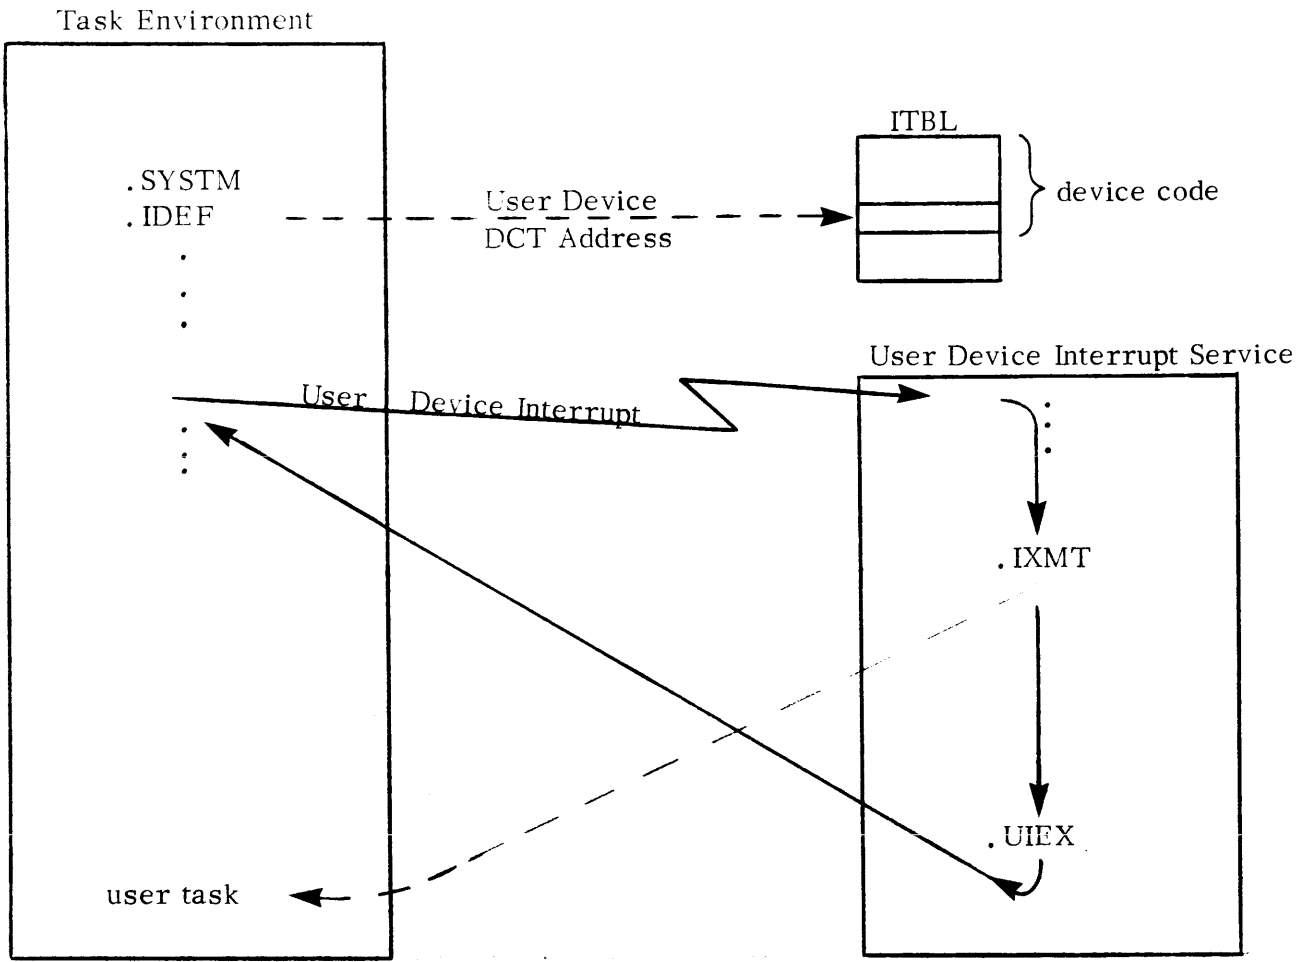 Task Environment
ITBL
.SYSTM
.IDEF
User Device
DCT Address
device code
User Device Interrupt Service
User Device Interrupt
.IXMT
.UIEX
user task